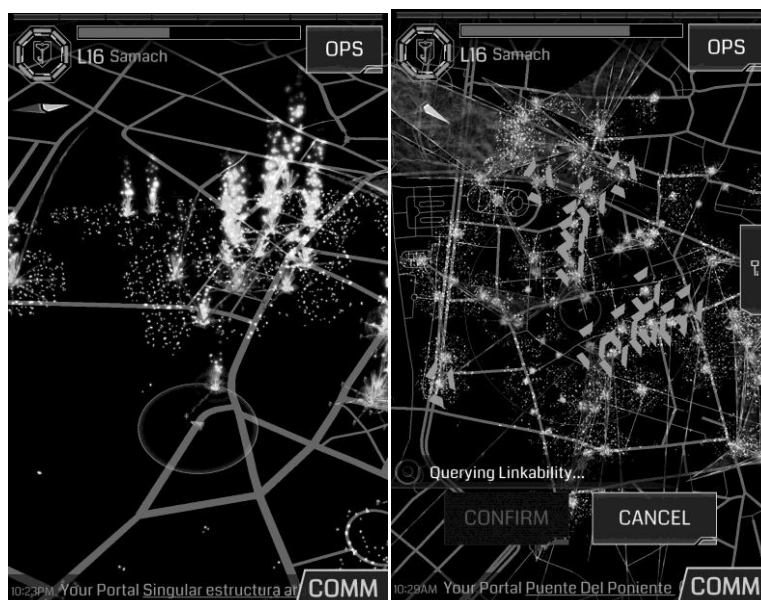 L16 Samach
OPS
10:23PM Your Portal Singular estructura ar
COMM
L16 Samach
OPS
Querying Linkability...
CONFIRM
CANCEL
10:29AM Your Portal Puente Del Poniente (
COMM